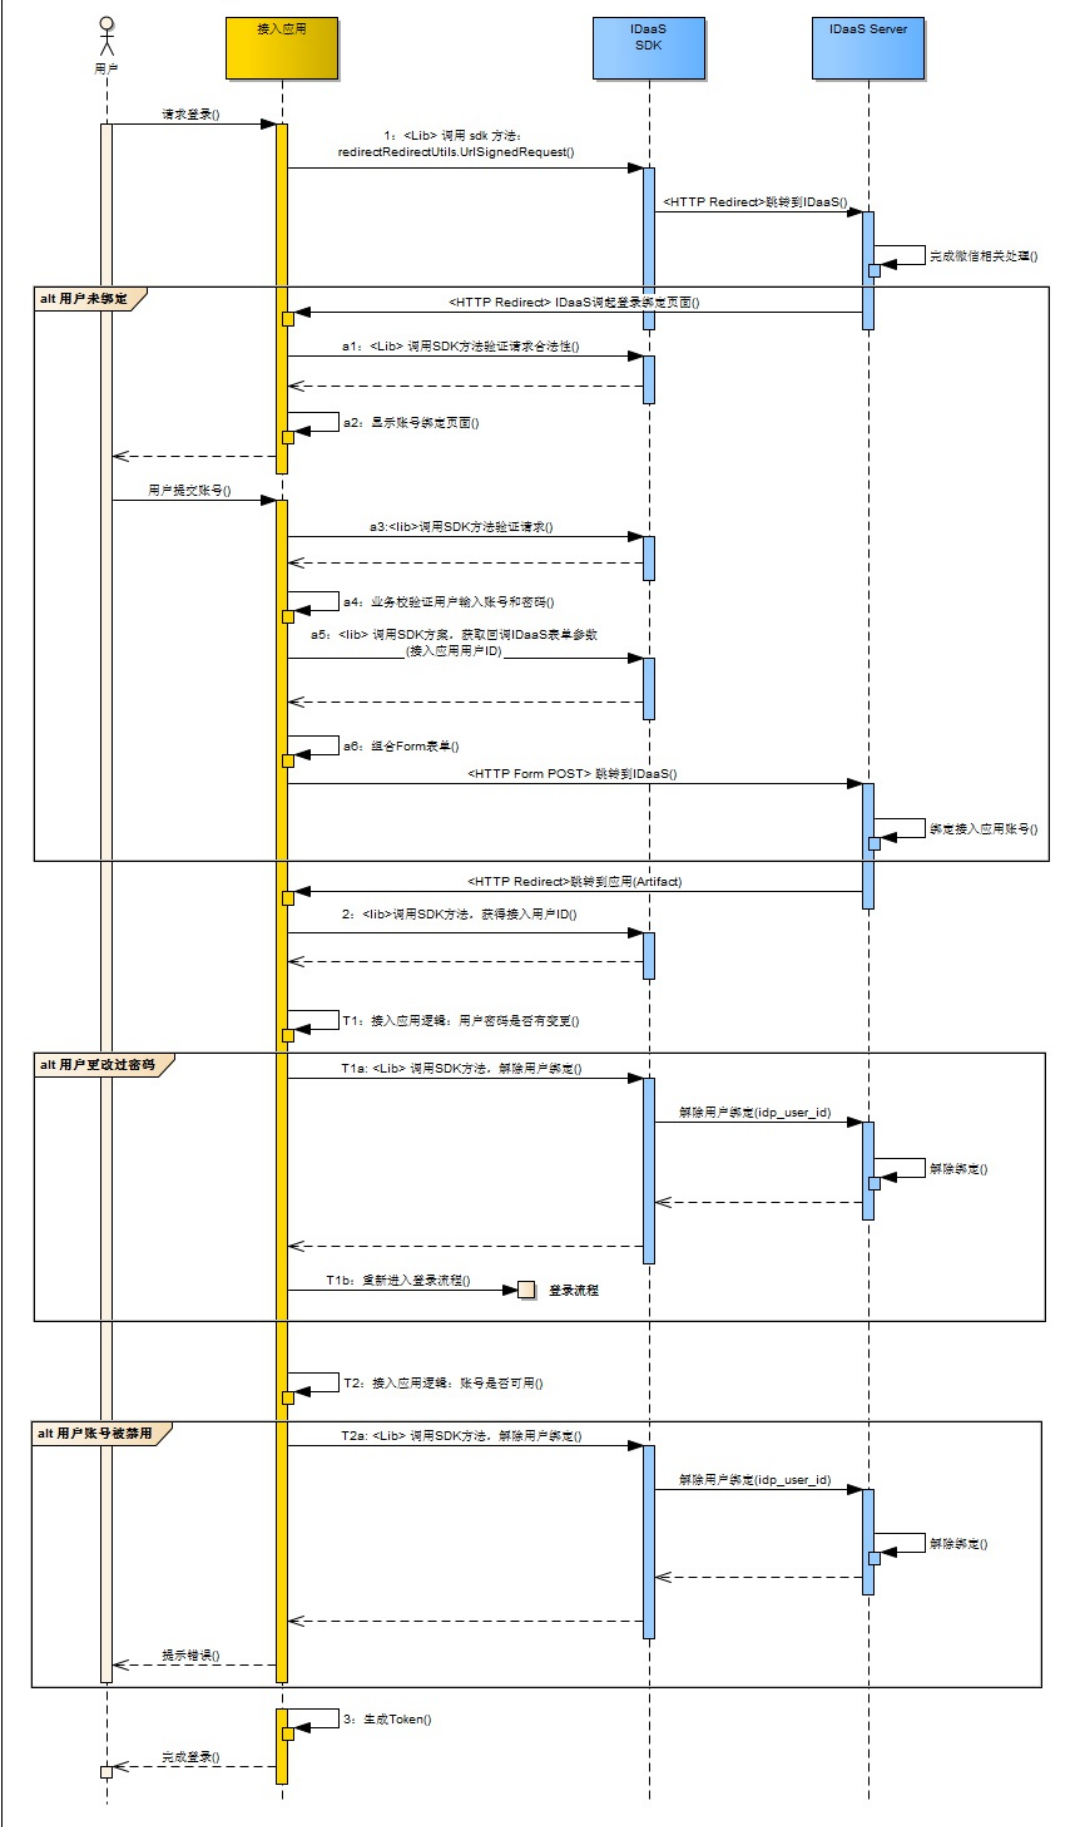 用户
接入应用
IDaaS
SDK
IDaaS Server
请求登录()
1: <Lib> 调用 sdk 方法:
redirectRedirectUtils.UrlSignedRequest()
<HTTP Redirect>跳转到IDaaS()
完成微信相关处理()
alt 用户未绑定
<HTTP Redirect> IDaaS调起登录绑定页面()
a1: <Lib> 调用SDK方法验证请求合法性()
a2: 显示账号绑定页面()
用户提交账号()
a3:<lib>调用SDK方法验证请求()
a4: 业务校验证用户输入账号和密码()
a5: <lib> 调用SDK方案，获取回调IDaaS表单参数
(接入应用用户ID)
a6: 组合Form表单()
<HTTP Form POST> 跳转到IDaaS()
绑定接入应用账号()
<HTTP Redirect>跳转到应用(Artifact)
2: <lib>调用SDK方法，获得接入用户ID()
T1: 接入应用逻辑: 用户密码是否有变更()
alt 用户更改过密码
T1a: <Lib> 调用SDK方法，解除用户绑定()
解除用户绑定(idp_user_id)
解除绑定()
T1b: 重新进入登录流程()
登录流程
T2: 接入应用逻辑: 账号是否可用()
alt 用户账号被禁用
T2a: <Lib> 调用SDK方法，解除用户绑定()
解除用户绑定(idp_user_id)
解除绑定()
提示错误()
3: 生成Token()
完成登录()